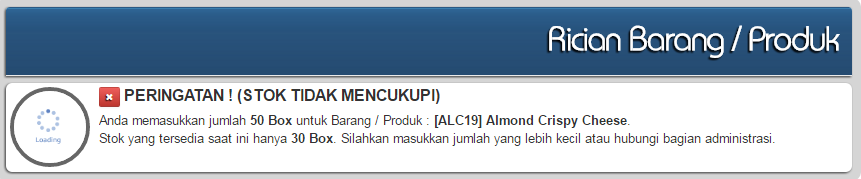 Rician Barang / Produk
PERINGATAN ! (STOK TIDAK MENCUKUPI)
Anda memasukkan jumlah 50 Box untuk Barang / Produk : [ALC19] Almond Crispy Cheese.
Stok yang tersedia saat ini hanya 30 Box. Silahkan masukkan jumlah yang lebih kecil atau hubungi bagian administrasi.
Loading